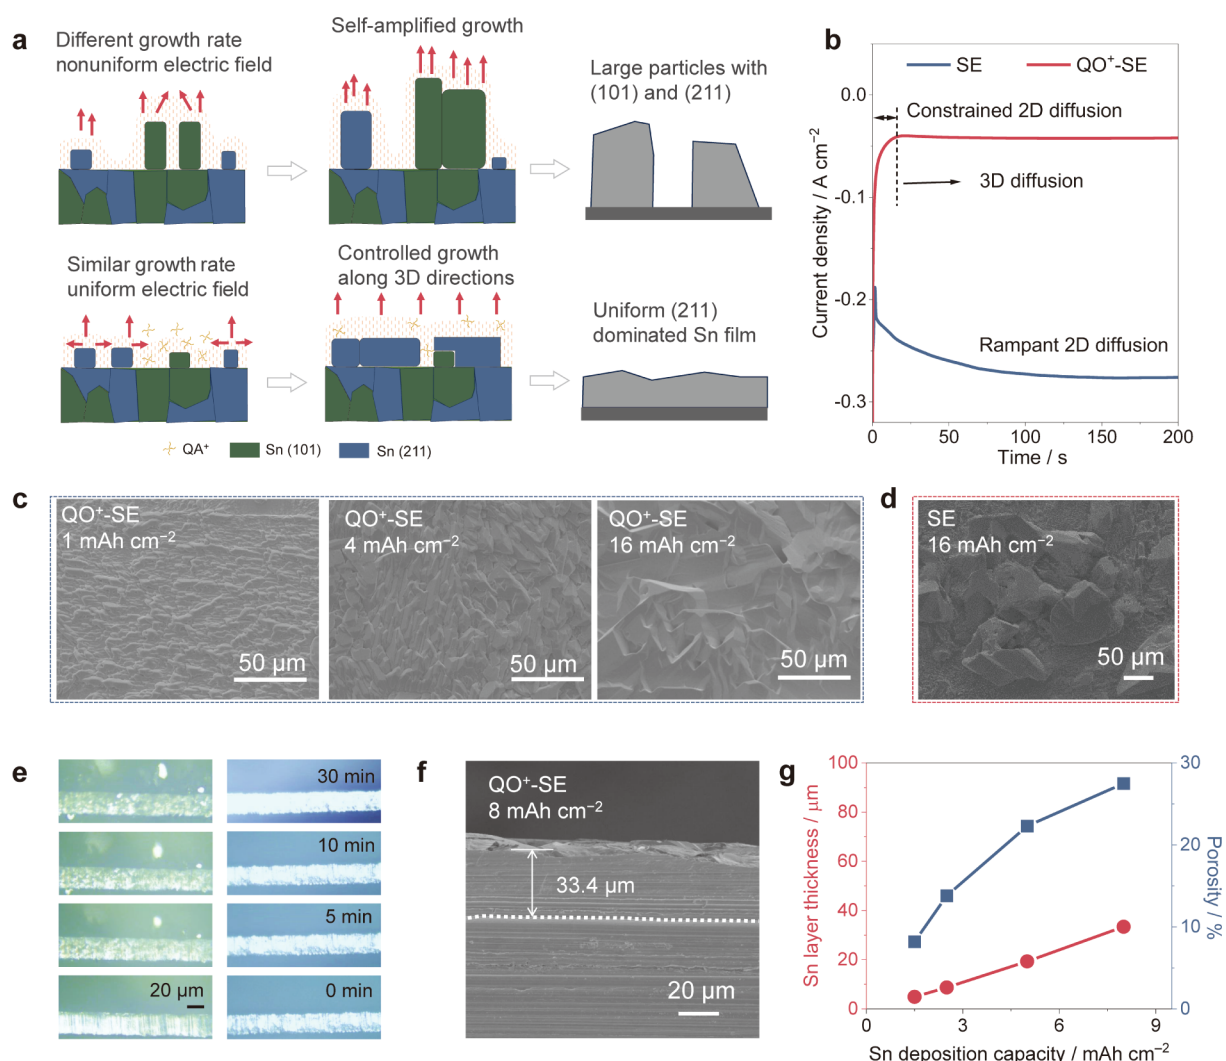 a
Different growth rate
nonuniform electric field
Self-amplified growth
Large particles with
(101) and (211)
Similar growth rate
uniform electric field
Controlled growth
along 3D directions
Uniform (211)
dominated Sn film
QA⁺
Sn (101)
Sn (211)
b
SE
QO⁺-SE
Constrained 2D diffusion
3D diffusion
Rampant 2D diffusion
0.0
-0.1
-0.2
-0.3
Current density / A cm⁻²
0
50
100
150
200
Time / s
c
QO⁺-SE
1 mAh cm⁻²
50 μm
QO⁺-SE
4 mAh cm⁻²
50 μm
QO⁺-SE
16 mAh cm⁻²
50 μm
d
SE
16 mAh cm⁻²
50 μm
e
30 min
10 min
5 min
20 μm
0 min
f
QO⁺-SE
8 mAh cm⁻²
33.4 μm
20 μm
g
100
80
60
40
20
0
Sn layer thickness / μm
30
20
10
0
Porosity / %
0
3
6
9
Sn deposition capacity / mAh cm⁻²